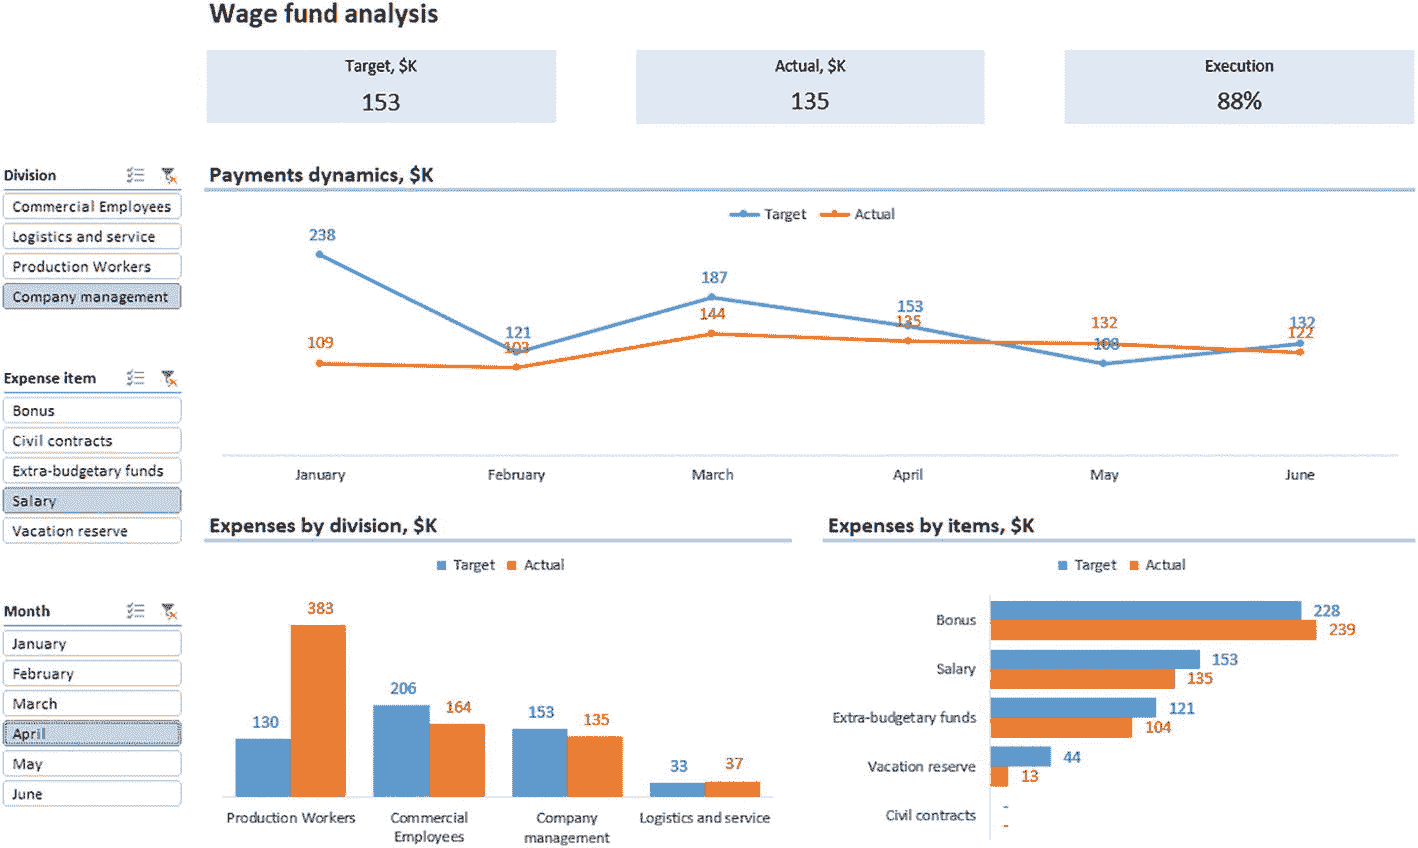 Wage fund analysis
Target, $K
153
Actual, $K
135
Execution
88%
Division
Commercial Employees
Logistics and service
Production Workers
Company management
Expense item
Bonus
Civil contracts
Extra-budgetary funds
Salary
Vacation reserve
Month
January
February
March
April
May
June
Payments dynamics, $K
Target Actual
238
187
153
121
132
108
132
109
103
144
135
122
January February March April May June
Expenses by division, $K
Target Actual
130 383
206 164
153 135
33 37
Production Workers
Commercial
Employees
Company
management
Logistics and service
Expenses by items, $K
Target Actual
Bonus 228
239
Salary 153
135
Extra-budgetary funds 121
104
Vacation reserve 44
13
Civil contracts -
-